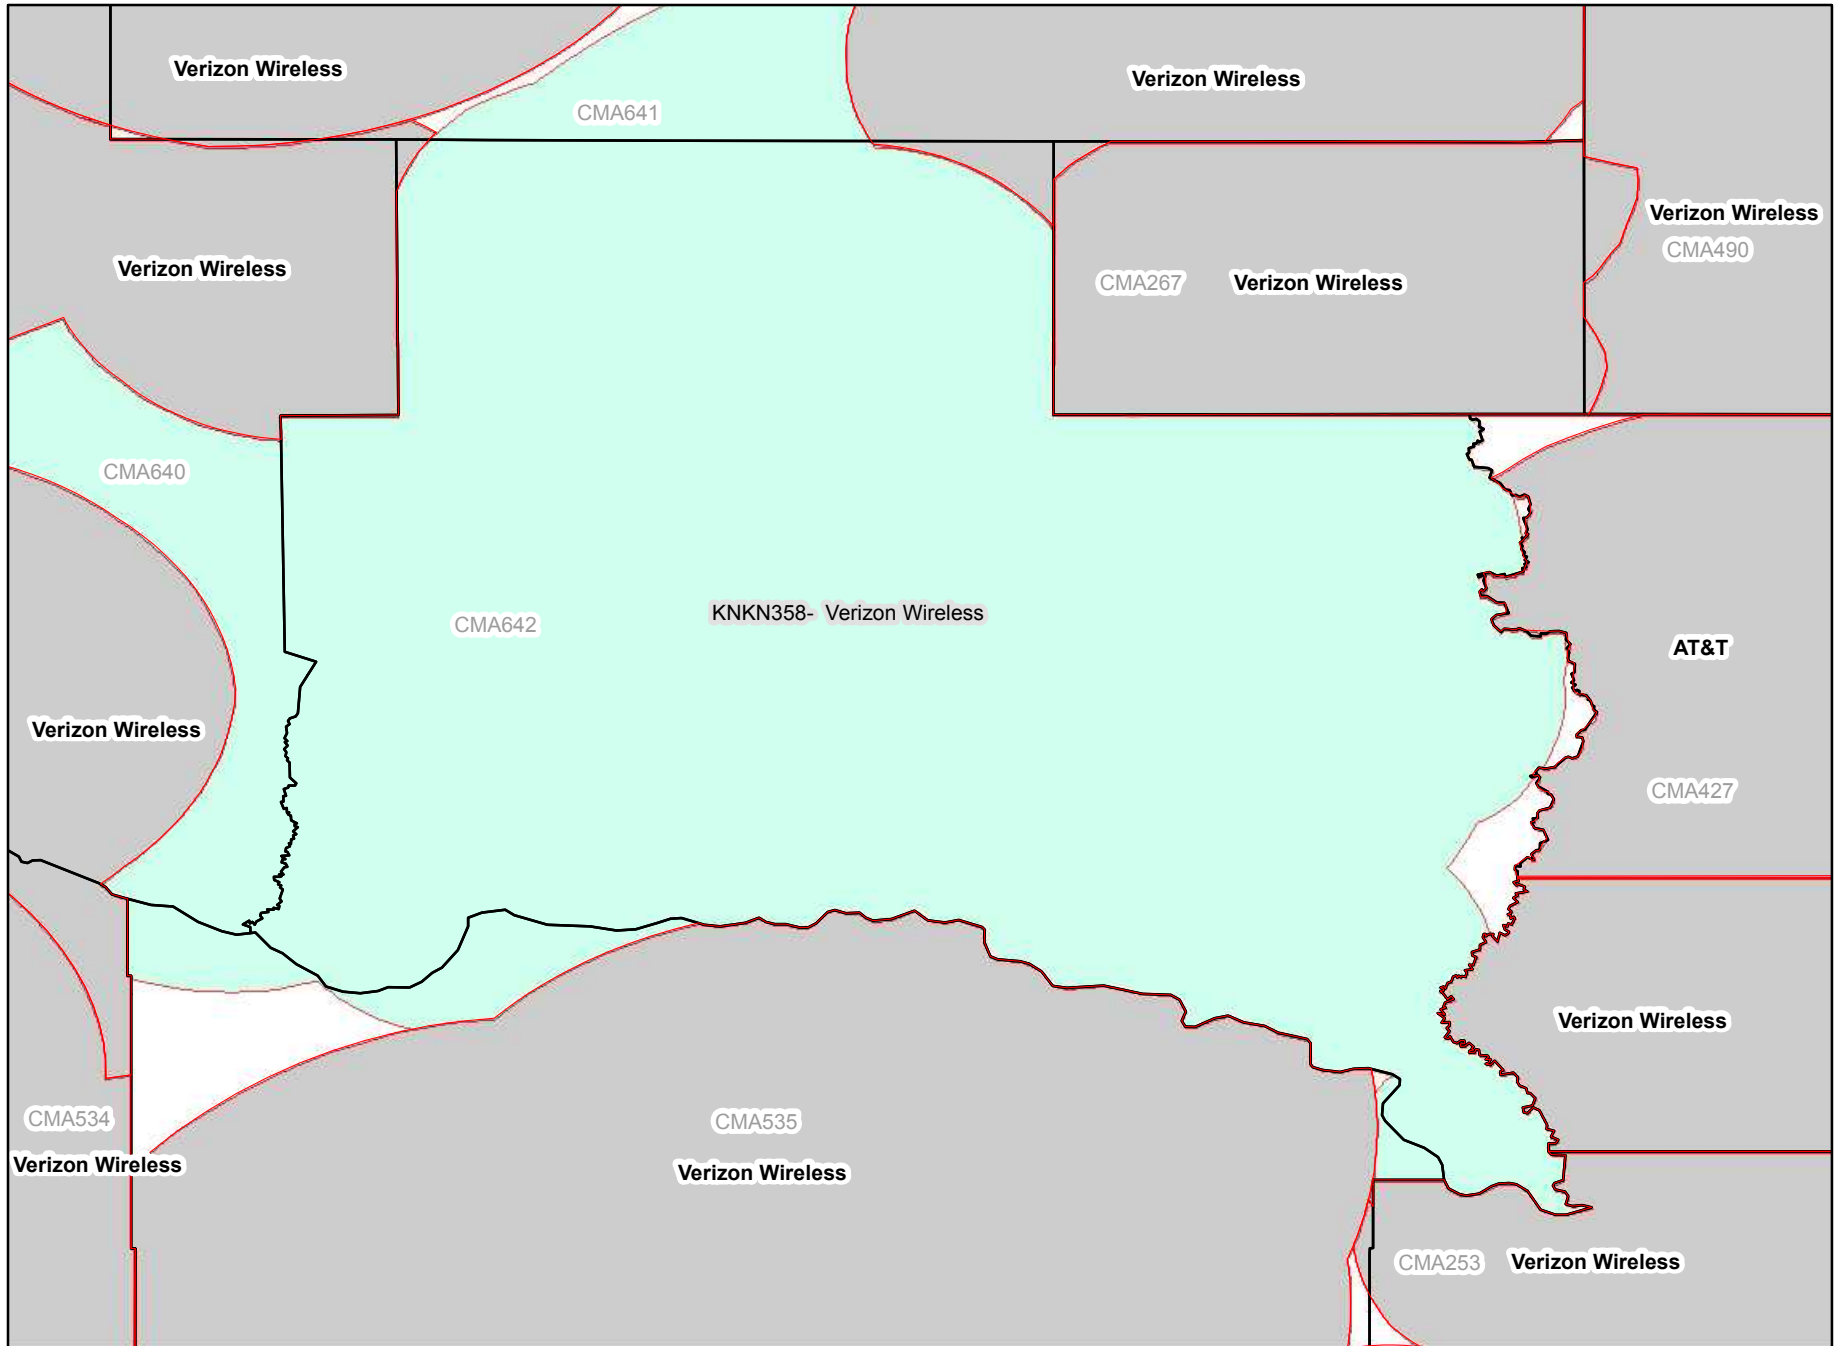 Verizon Wireless
Verizon Wireless
CMA641
Verizon Wireless
CMA490
Verizon Wireless
CMA267
Verizon Wireless
CMA640
KNKN358- Verizon Wireless
CMA642
AT&T
Verizon Wireless
CMA427
Verizon Wireless
CMA534
Verizon Wireless
CMA535
Verizon Wireless
CMA253
Verizon Wireless